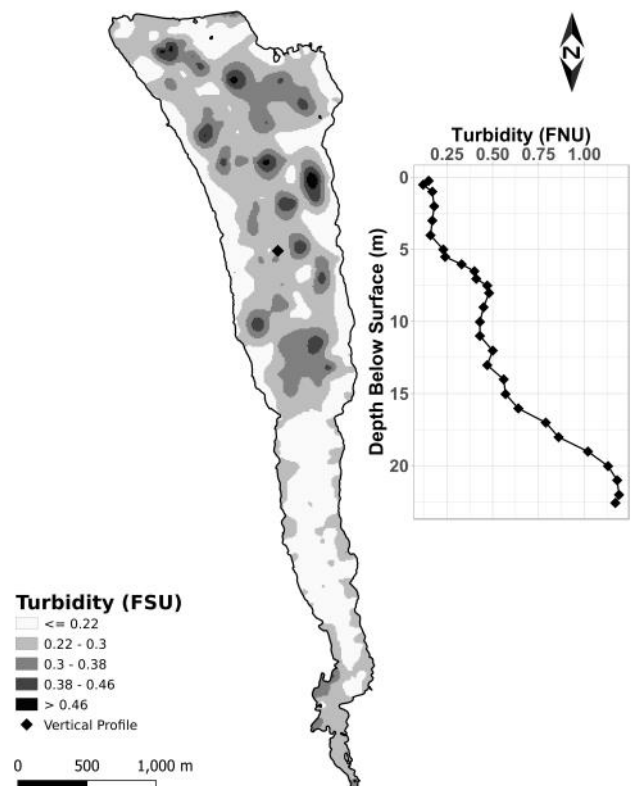 N
Turbidity (FNU)
0.25 0.50 0.75 1.00
0
5
10
15
20
Depth Below Surface (m)
Turbidity (FSU)
<= 0.22
0.22 - 0.3
0.3 - 0.38
0.38 - 0.46
> 0.46
Vertical Profile
0 500 1,000 m